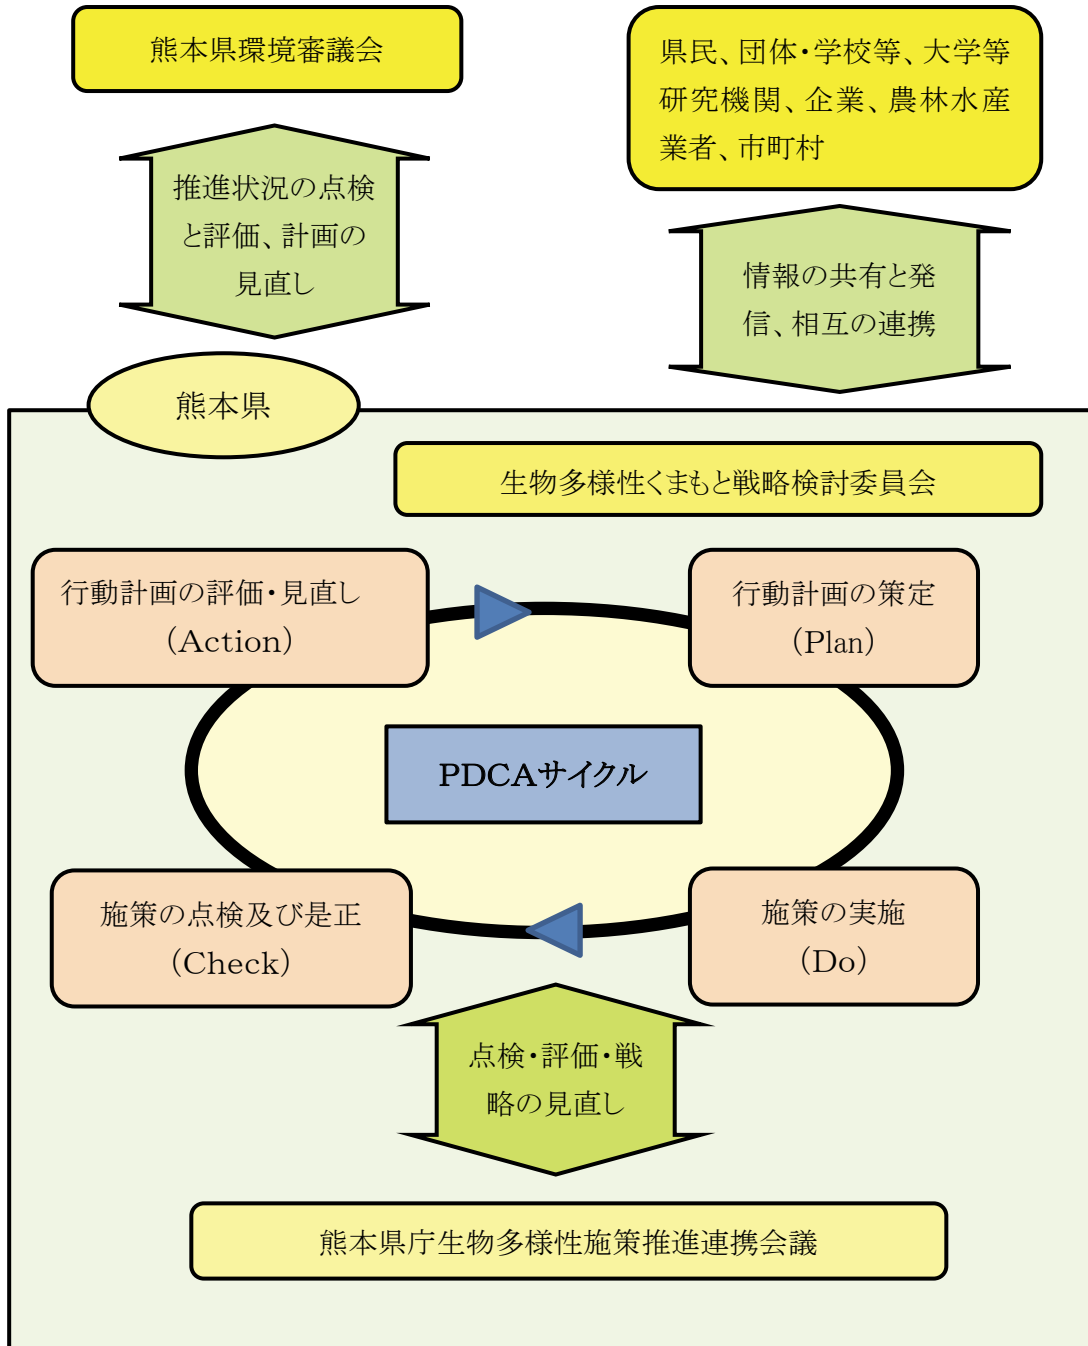 熊本県環境審議会
県民、団体・学校等、大学等
研究機関、企業、農林水産
業者、市町村
推進状況の点検
と評価、計画の
見直し
情報の共有と発
信、相互の連携
熊本県
生物多様性くまもと戦略検討委員会
行動計画の評価・見直し
（Action）
行動計画の策定
（Plan）
PDCAサイクル
施策の点検及び是正
（Check）
施策の実施
（Do）
点検・評価・戦
略の見直し
熊本県庁生物多様性施策推進連携会議